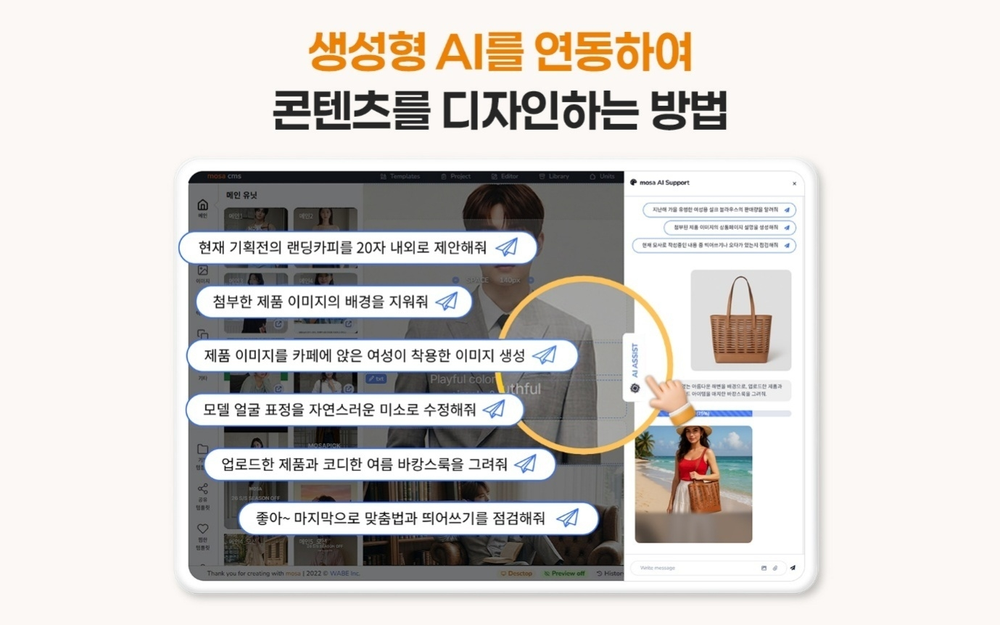 생성형 AI를 연동하여
콘텐츠를 디자인하는 방법
mosa cms
Templates
Project
Editor
Library
Units
메인
메인 유닛
메인1
메인2
현재 기획전의 랜딩카피를 20자 내외로 제안해줘
이미지
SPACE 140px
첨부한 제품 이미지의 배경을 지워줘
제품 이미지를 카페에 앉은 여성이 착용한 이미지 생성
기타
txt
Playful color
uthful
모델 얼굴 표정을 자연스러운 미소로 수정해줘
MOSAPICK
업로드한 제품과 코디한 여름 바캉스룩을 그려줘
공유
템플릿
MOSA
SEASON OFF
좋아~ 마지막으로 맞춤법과 띄어쓰기를 점검해줘
찜한
템플릿
SEASON OFF
Thank you for creating with mosa | 2022 © WABE Inc.
Desctop
Preview off
History
mosa AI Support
×
지난해 가을 유행한 여성용 실크 블라우스의 판매량을 알려줘
첨부된 제품 이미지의 상품페이지 설명을 생성해줘
현재 모사로 작성중인 내용 중 띄어쓰기나 오타가 있는지 점검해줘
AI ASSIST
있는 아름다운 해변을 배경으로, 업로드한 제품과
아이템을 매치한 바캉스룩을 그려줘.
(75%)
Write message